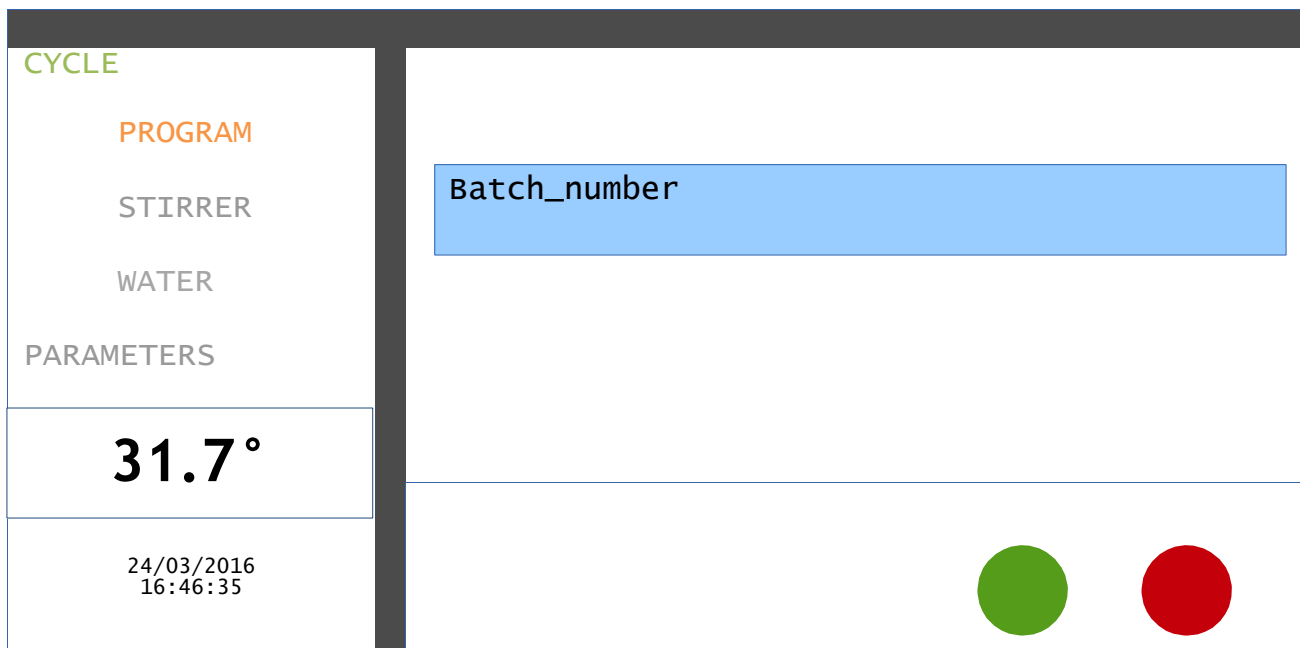 CYCLE
PROGRAM
STIRRER
WATER
PARAMETERS
31.7°
24/03/2016
16:46:35
Batch_number